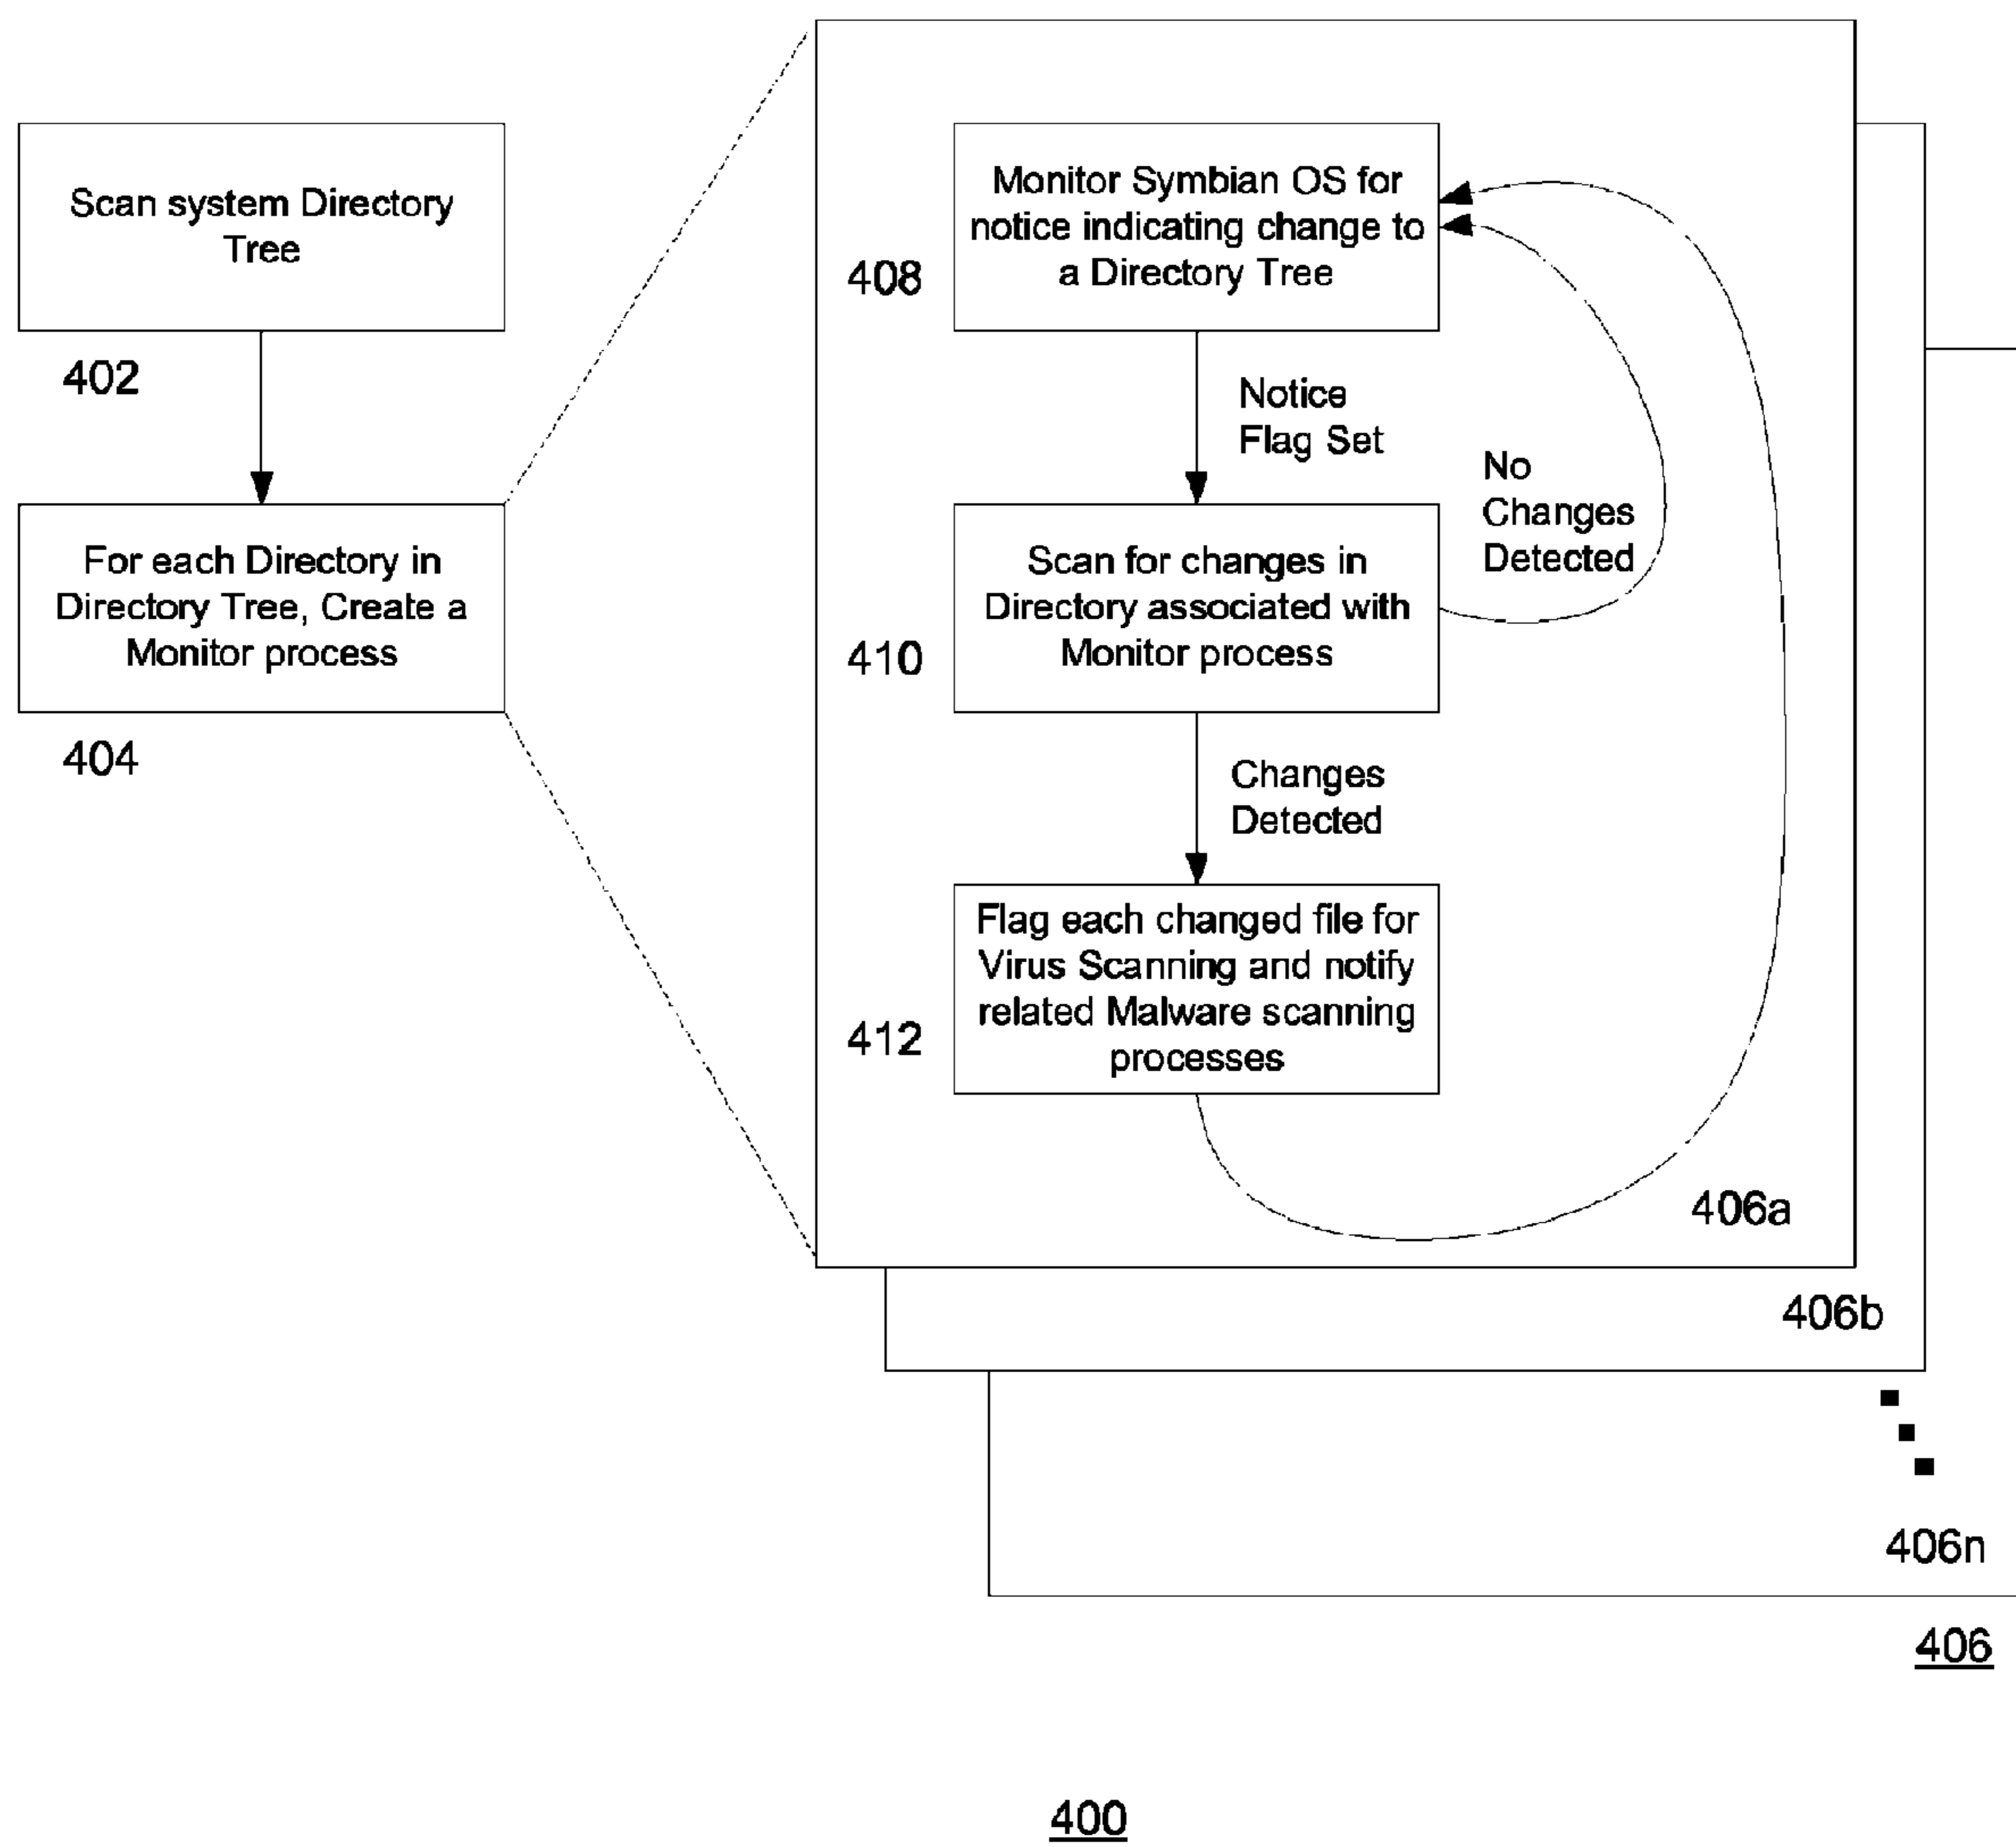 Scan system Directory
Tree
402
For each Directory in
Directory Tree, Create a
Monitor process
404
Monitor Symbian OS for
notice indicating change to
a Directory Tree
408
Notice
Flag Set
No
Changes
Detected
Scan for changes in
Directory associated with
Monitor process
410
Changes
Detected
Flag each changed file for
Virus Scanning and notify
related Malware scanning
processes
412
406a
406b
406n
406
400